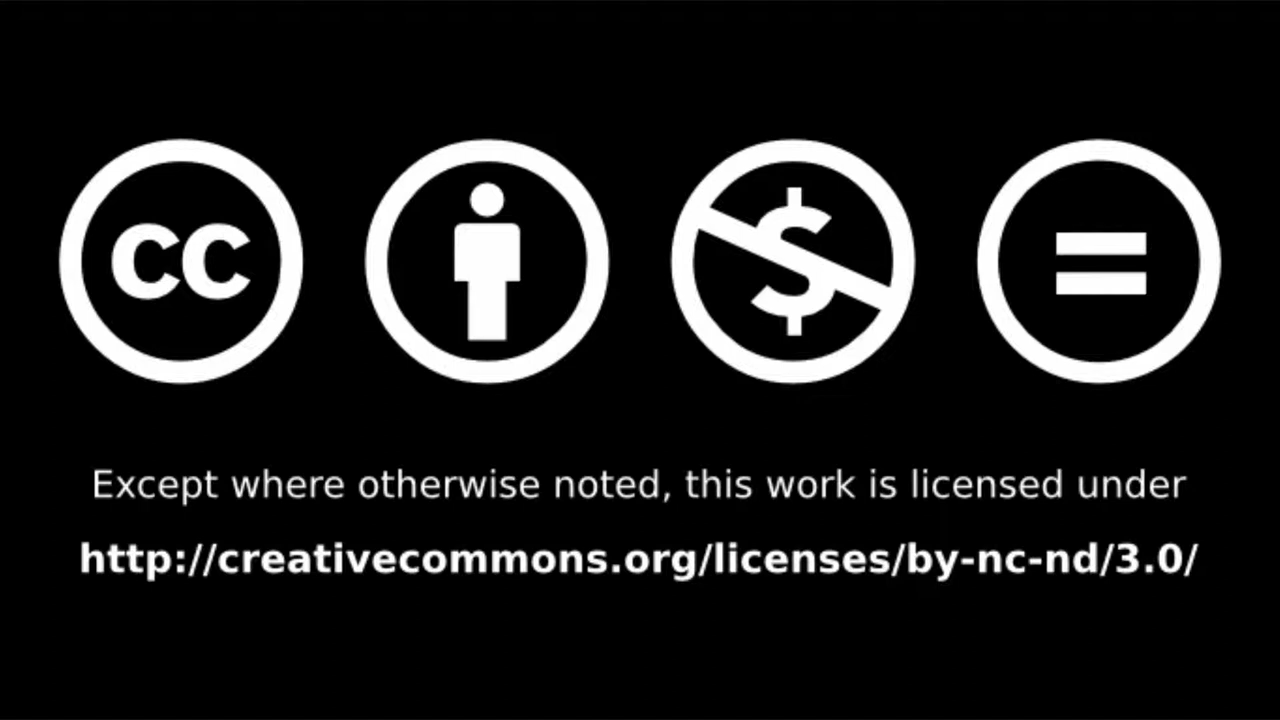 cc
$
=
Except where otherwise noted, this work is licensed under
http://creativecommons.org/licenses/by-nc-nd/3.0/